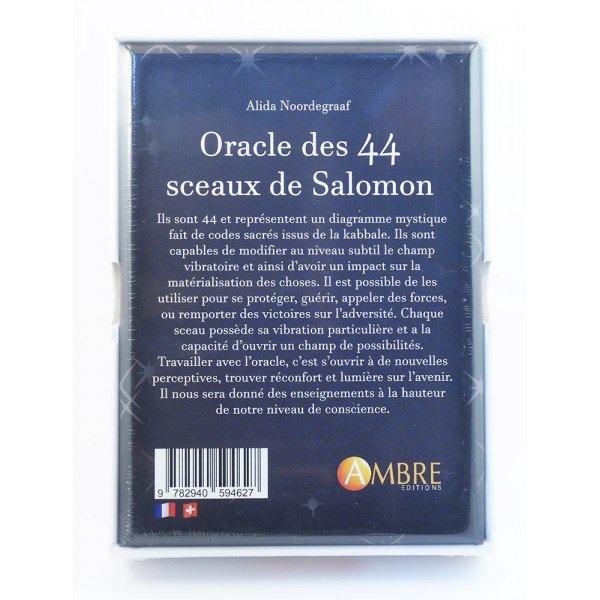 Alida Noordegraaf
Oracle des 44
sceaux de Salomon
Ils sont 44 et représentent un diagramme mystique
fait de codes sacrés issus de la kabbale. Ils sont
capables de modifier au niveau subtil le champ
vibratoire et ainsi d'avoir un impact sur la
matérialisation des choses. Il est possible de les
utiliser pour se protéger, guérir, appeler des forces,
ou remporter des victoires sur l'adversité. Chaque
sceau possède sa vibration particulière et a la
capacité d'ouvrir un champ de possibilités.
Travailler avec l'oracle, c'est s'ouvrir à de nouvelles
perceptives, trouver réconfort et lumière sur l'avenir.
Il nous sera donné des enseignements à la hauteur
de notre niveau de conscience.
9 782940 594627
AMBRE
EDITIONS